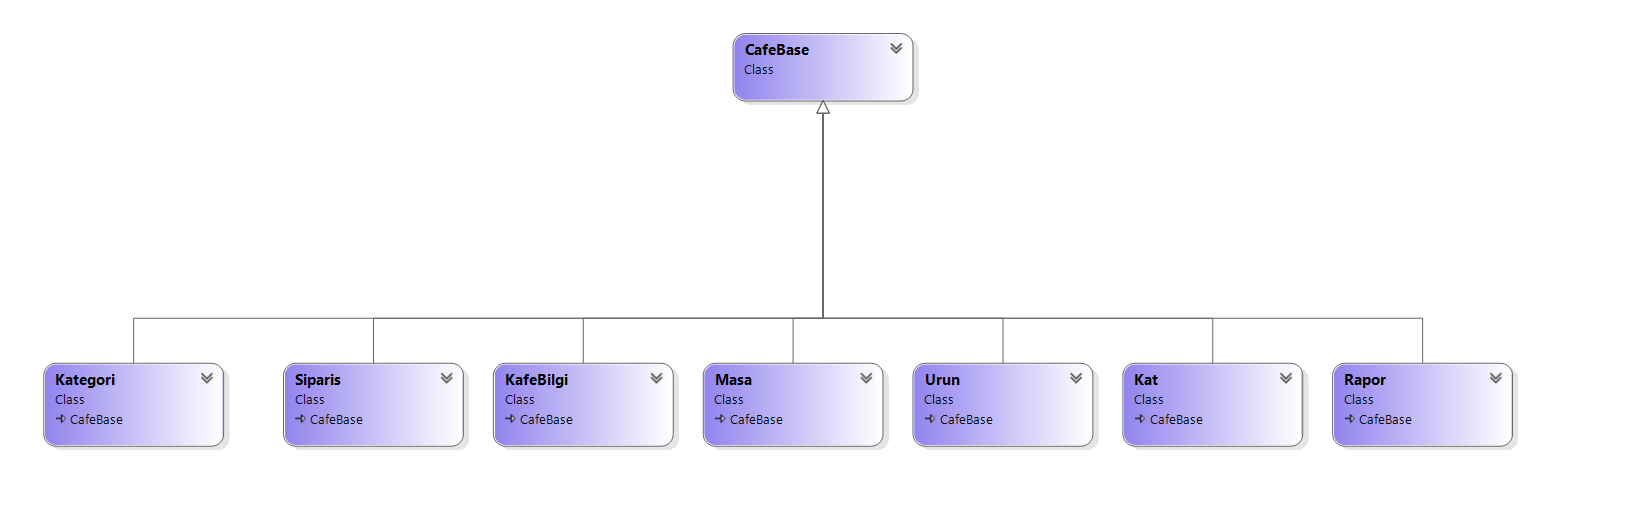 CafeBase
Class
Kategori
Class
CafeBase
Siparis
Class
CafeBase
KafeBilgi
Class
CafeBase
Masa
Class
CafeBase
Urun
Class
CafeBase
Kat
Class
CafeBase
Rapor
Class
CafeBase